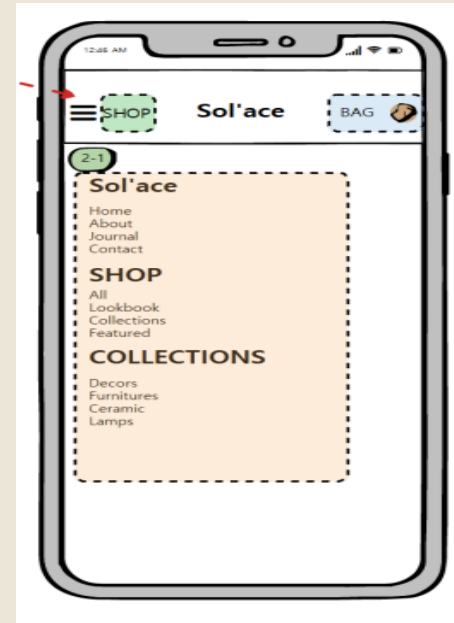 12:46 AM
SHOP Sol'ace BAG
2-1
Sol'ace
Home
About
Journal
Contact
SHOP
All
Lookbook
Collections
Featured
COLLECTIONS
Decors
Furnitures
Ceramic
Lamps